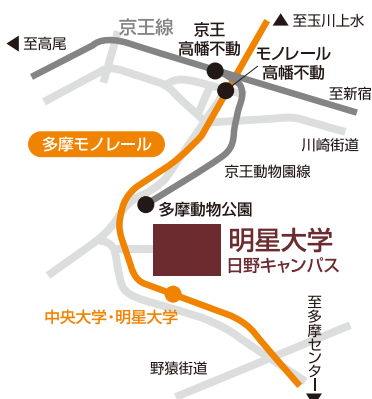 京王線
京王
高幡不動
▲至玉川上水
◀至高尾
モノレール
高幡不動
至新宿
川崎街道
多摩モノレール
京王動物園線
多摩動物公園
明星大学
日野キャンパス
中央大学・明星大学
至多摩センター▼
野猿街道